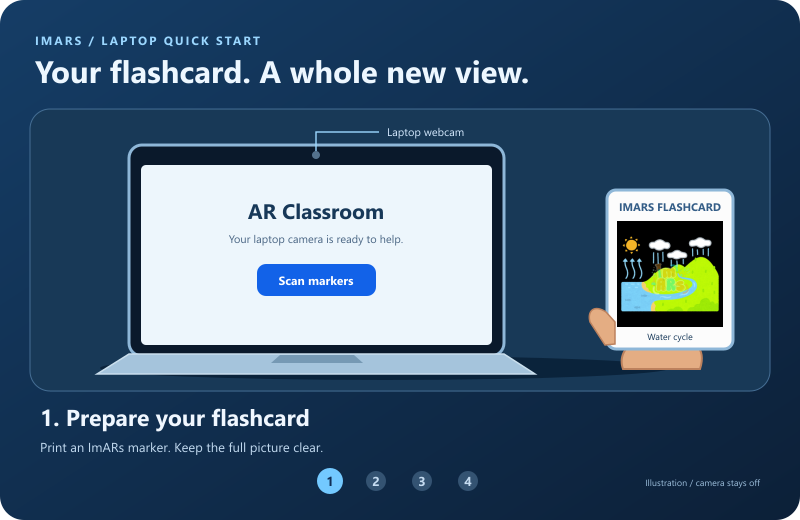 IMARS / LAPTOP QUICK START
Your flashcard. A whole new view.
Laptop webcam
AR Classroom
Your laptop camera is ready to help.
Scan markers
IMARS FLASHCARD
Water cycle
1. Prepare your flashcard
Print an ImARs marker. Keep the full picture clear.
1 2 3 4
Illustration / camera stays off